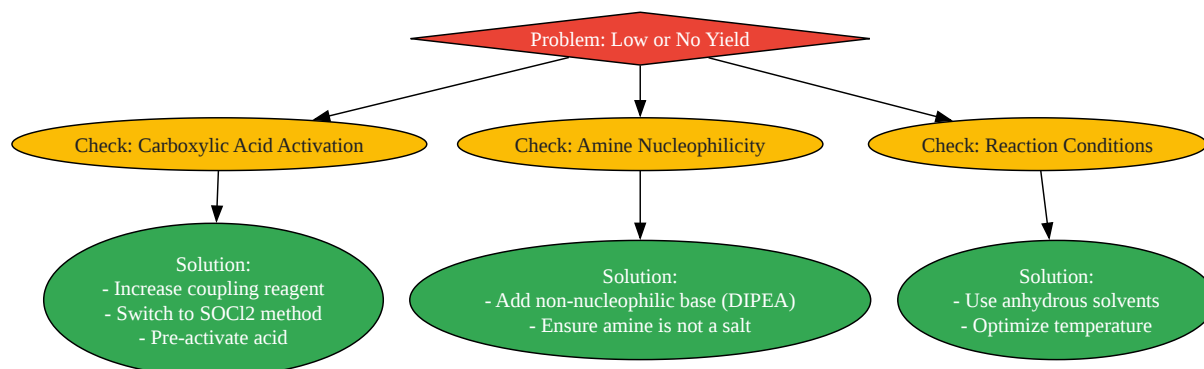 Problem: Low or No Yield
Check: Carboxylic Acid Activation
Check: Amine Nucleophilicity
Check: Reaction Conditions
Solution:
- Increase coupling reagent
- Switch to SOCl2 method
- Pre-activate acid
Solution:
- Add non-nucleophilic base (DIPEA)
- Ensure amine is not a salt
Solution:
- Use anhydrous solvents
- Optimize temperature